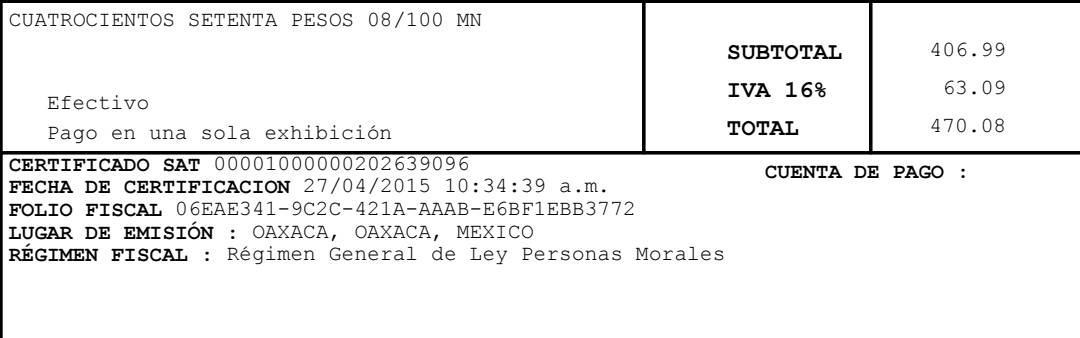 CUATROCIENTOS SETENTA PESOS 08/100 MN
SUBTOTAL 406.99
IVA 16% 63.09
Efectivo
TOTAL 470.08
Pago en una sola exhibición
CERTIFICADO SAT 00001000000202639096
CUENTA DE PAGO :
FECHA DE CERTIFICACION 27/04/2015 10:34:39 a.m.
FOLIO FISCAL 06EAE341-9C2C-421A-AAAB-E6BF1EBB3772
LUGAR DE EMISIÓN : OAXACA, OAXACA, MEXICO
RÉGIMEN FISCAL : Régimen General de Ley Personas Morales